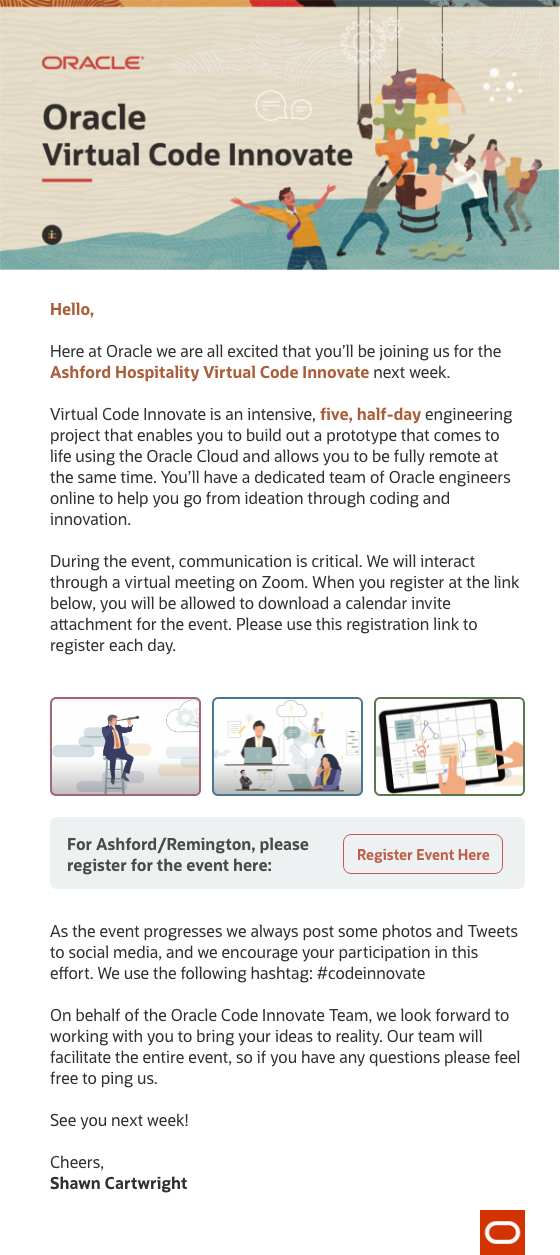 ORACLE
Oracle
Virtual Code Innovate
Hello,
Here at Oracle we are all excited that you’ll be joining us for the
Ashford Hospitality Virtual Code Innovate next week.
Virtual Code Innovate is an intensive, five, half-day engineering
project that enables you to build out a prototype that comes to
life using the Oracle Cloud and allows you to be fully remote at
the same time. You’ll have a dedicated team of Oracle engineers
online to help you go from ideation through coding and
innovation.
During the event, communication is critical. We will interact
through a virtual meeting on Zoom. When you register at the link
below, you will be allowed to download a calendar invite
attachment for the event. Please use this registration link to
register each day.
For Ashford/Remington, please
register for the event here:
Register Event Here
As the event progresses we always post some photos and Tweets
to social media, and we encourage your participation in this
effort. We use the following hashtag: #codeinnovate
On behalf of the Oracle Code Innovate Team, we look forward to
working with you to bring your ideas to reality. Our team will
facilitate the entire event, so if you have any questions please feel
free to ping us.
See you next week!
Cheers,
Shawn Cartwright